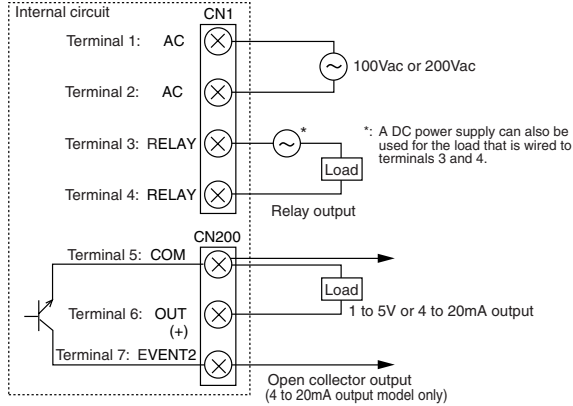 Internal circuit
CN1
Terminal 1: AC
100Vac or 200Vac
Terminal 2: AC
*: A DC power supply can also be
used for the load that is wired to
terminals 3 and 4.
Terminal 3: RELAY
*
Load
Terminal 4: RELAY
Relay output
CN200
Terminal 5: COM
Load
Terminal 6: OUT
(+)
1 to 5V or 4 to 20mA output
Terminal 7: EVENT2
Open collector output
(4 to 20mA output model only)